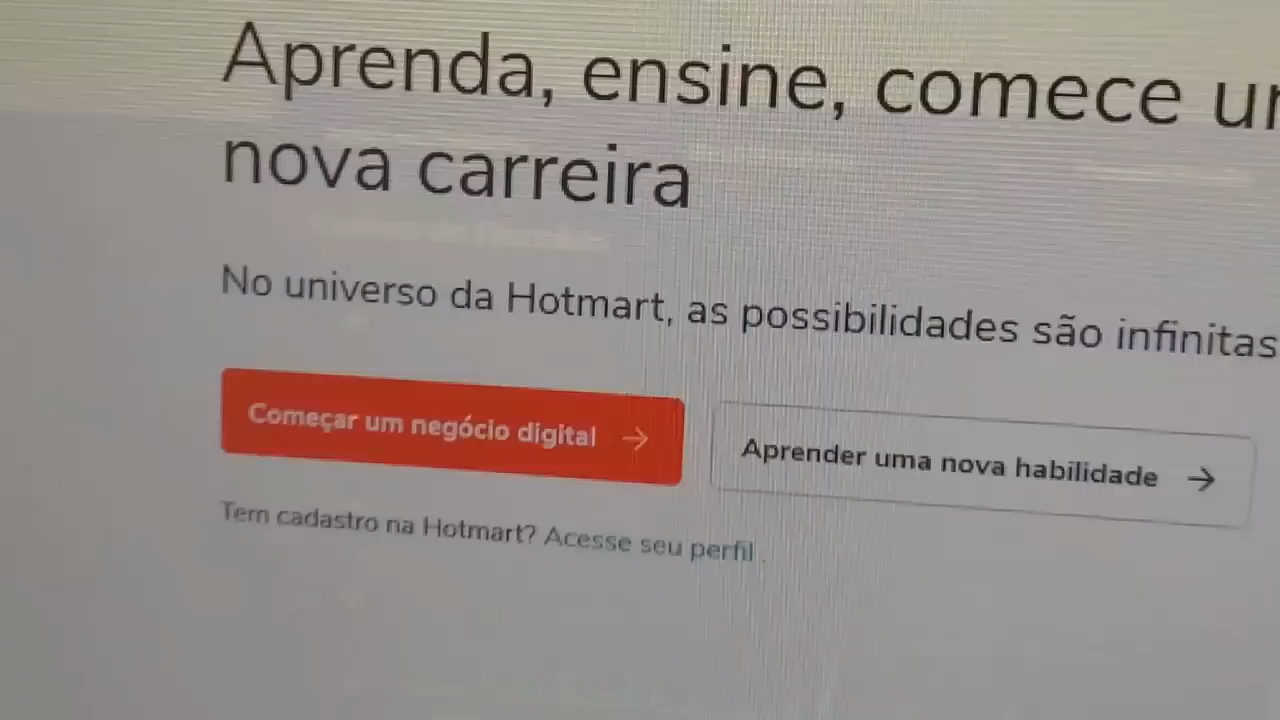 Aprenda, ensine, comece
nova carreira
No universo da Hotmart, as possibilidades são infinitas
Começar um negócio digital →
Aprender uma nova habilidade →
Tem cadastro na Hotmart? Acesse seu perfil